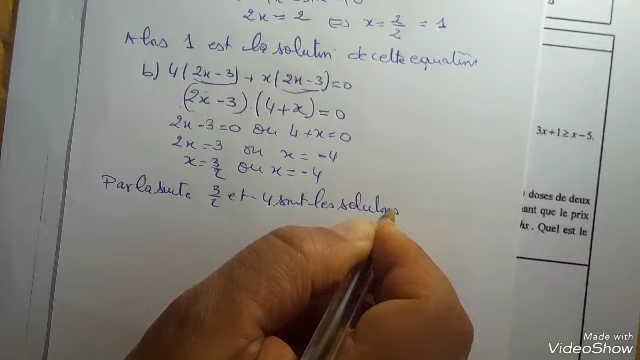 2x = 2 ⟺ x = 2/2 = 1
Alors 1 est la solution de cette equation
b) 4(2x-3) + x(2x-3) = 0
(2x-3).(4+x) = 0
2x-3=0 ou 4+x=0
2x=3 ou x=-4
x=3/2 ou x=-4
Par la suite 3/2 et -4 sont les solutions
3x+1≥x-5.
doses de deux
ant que le prix
hs. Quel est le
Made With
VideoShow